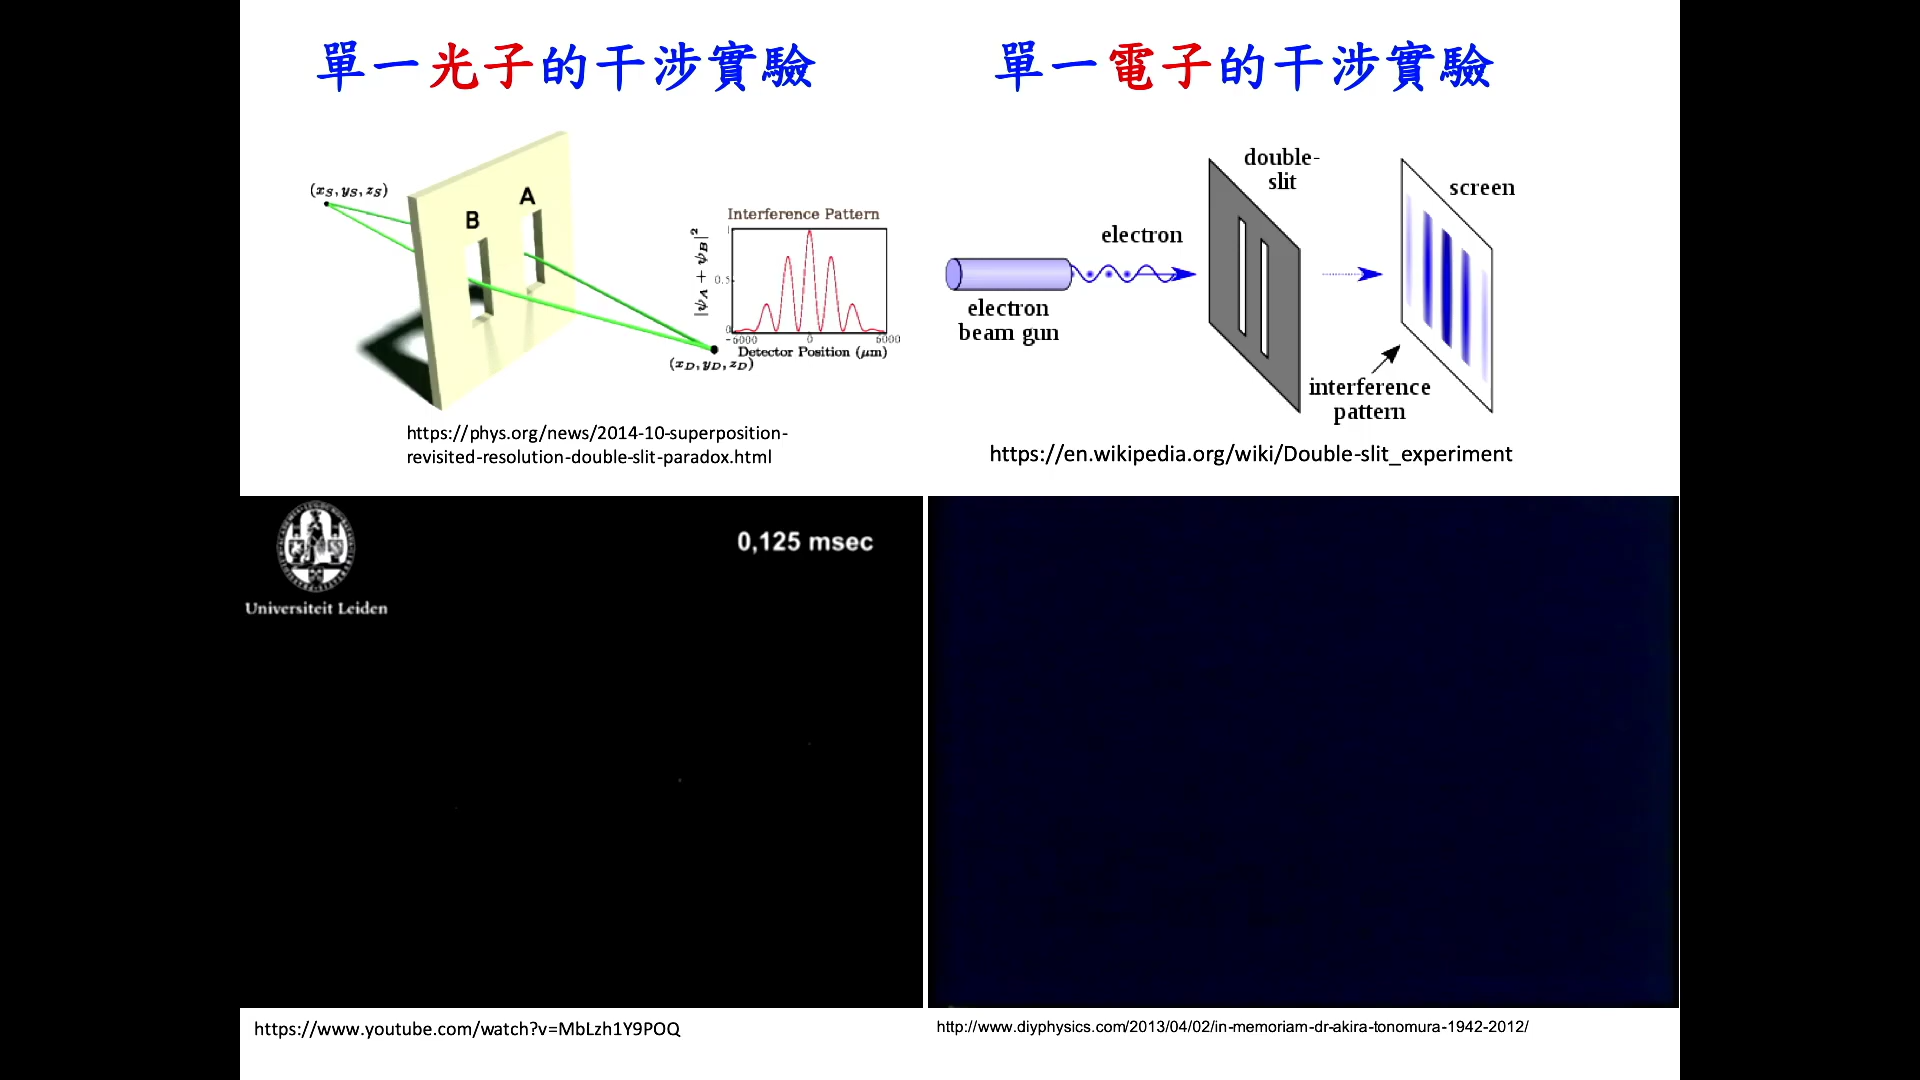 單一光子的干涉實驗
(xS, yS, zS)
B
A
Interference Pattern
|ψA + ψB|²
1
0.5
0
-5000
0
5000
Detector Position (μm)
(xD, yD, zD)
https://phys.org/news/2014-10-superposition-
revisited-resolution-double-slit-paradox.html
單一電子的干涉實驗
double-
slit
screen
electron
electron
beam gun
interference
pattern
https://en.wikipedia.org/wiki/Double-slit_experiment
Universiteit Leiden
0,125 msec
https://www.youtube.com/watch?v=MbLzh1Y9POQ
http://www.diyphysics.com/2013/04/02/in-memoriam-dr-akira-tonomura-1942-2012/